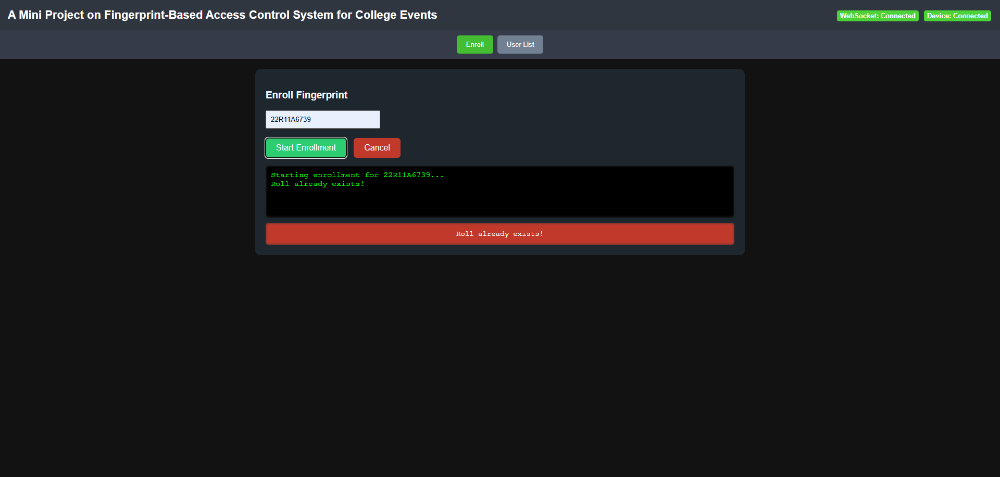 A Mini Project on Fingerprint-Based Access Control System for College Events
WebSocket: Connected
Device: Connected
Enroll
User List
Enroll Fingerprint
22R11A6739
Start Enrollment
Cancel
Starting enrollment for 22R11A6739...
Roll already exists!
Roll already exists!